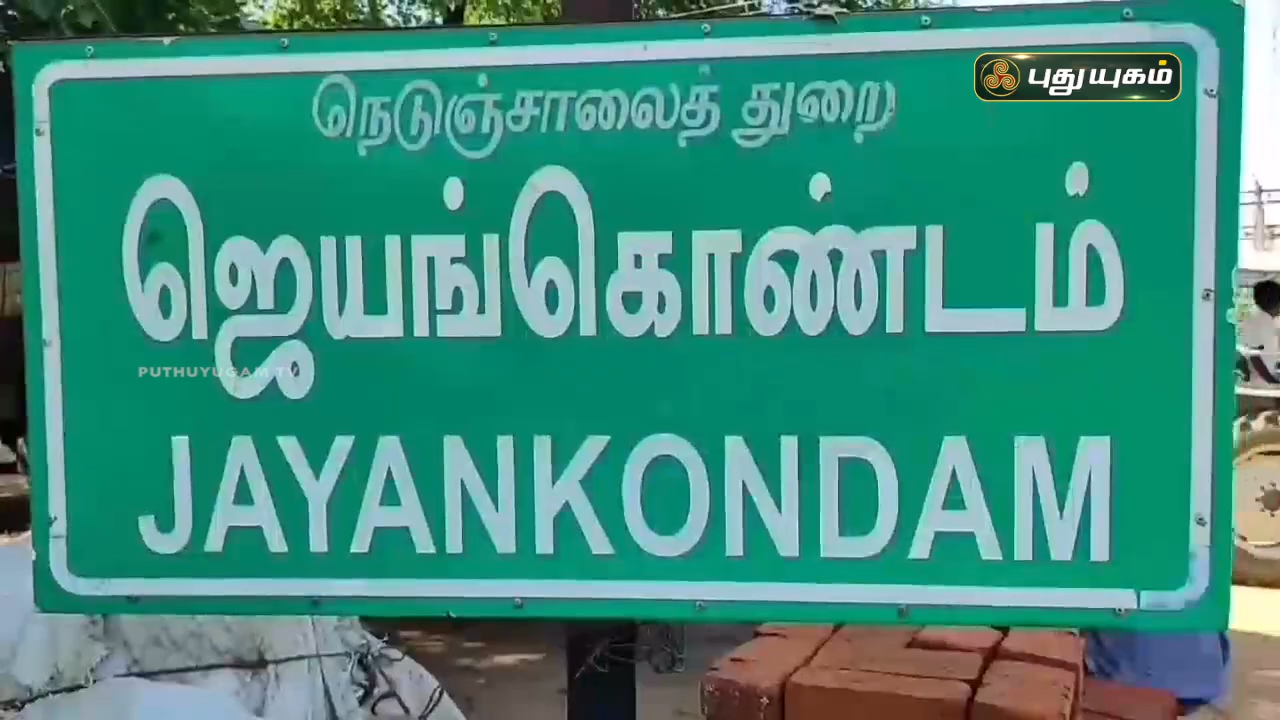 புதுயுகம்
நெடுஞ்சாலைத் துறை
ஜெயங்கொண்டம்
PUTHUYUGAM TV
JAYANKONDAM